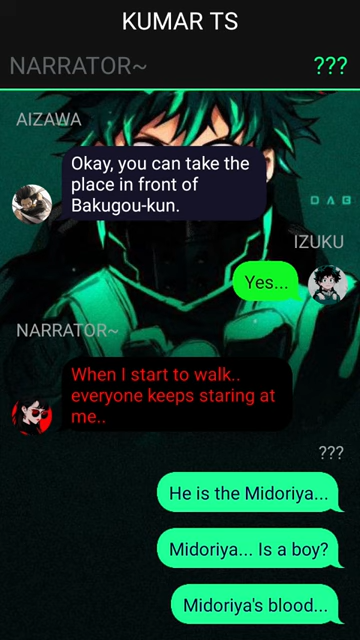 KUMAR TS
NARRATOR~
???
AIZAWA
Okay, you can take the
place in front of
Bakugou-kun.
DAB
IZUKU
Yes...
NARRATOR~
When I start to walk..
everyone keeps staring at
me..
???
He is the Midoriya...
Midoriya... Is a boy?
Midoriya's blood...